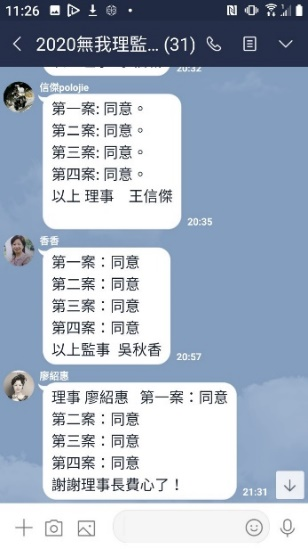 11:26
2020無我理監... (31)
20:32
信傑polojie
第一案: 同意。
第二案: 同意。
第三案: 同意。
第四案: 同意。
以上 理事 王信傑
20:35
香香
第一案：同意
第二案：同意
第三案：同意
第四案：同意
以上監事 吳秋香
20:57
廖紹惠
理事 廖紹惠 第一案：同意
第二案：同意
第三案：同意
第四案：同意
謝謝理事長費心了！
21:31